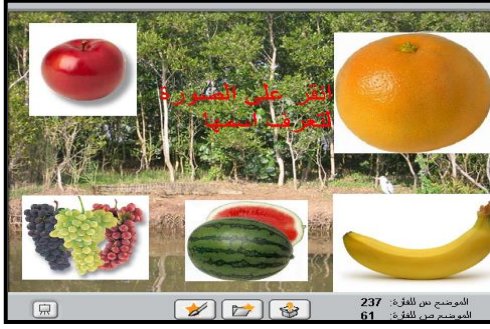 انقر على الصورة
لتعرف اسمها
الموضع س للفأرة: 237
الموضع ص للفأرة: 61